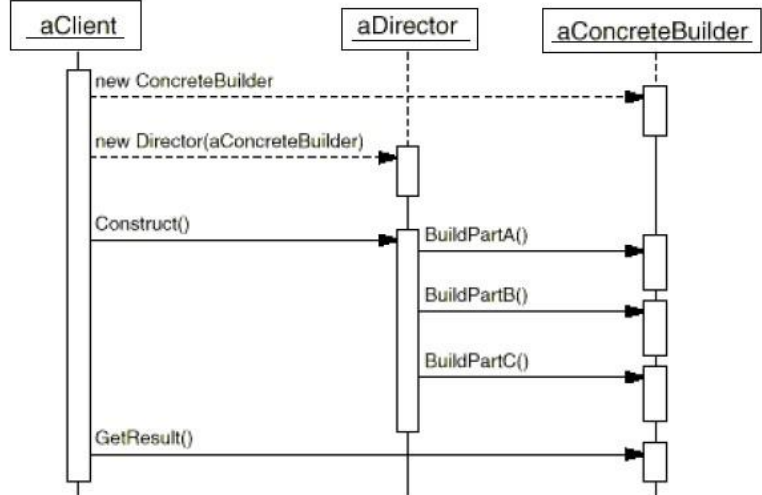 aClient
aDirector
aConcreteBuilder
new ConcreteBuilder
new Director(aConcreteBuilder)
Construct()
BuildPartA()
BuildPartB()
BuildPartC()
GetResult()